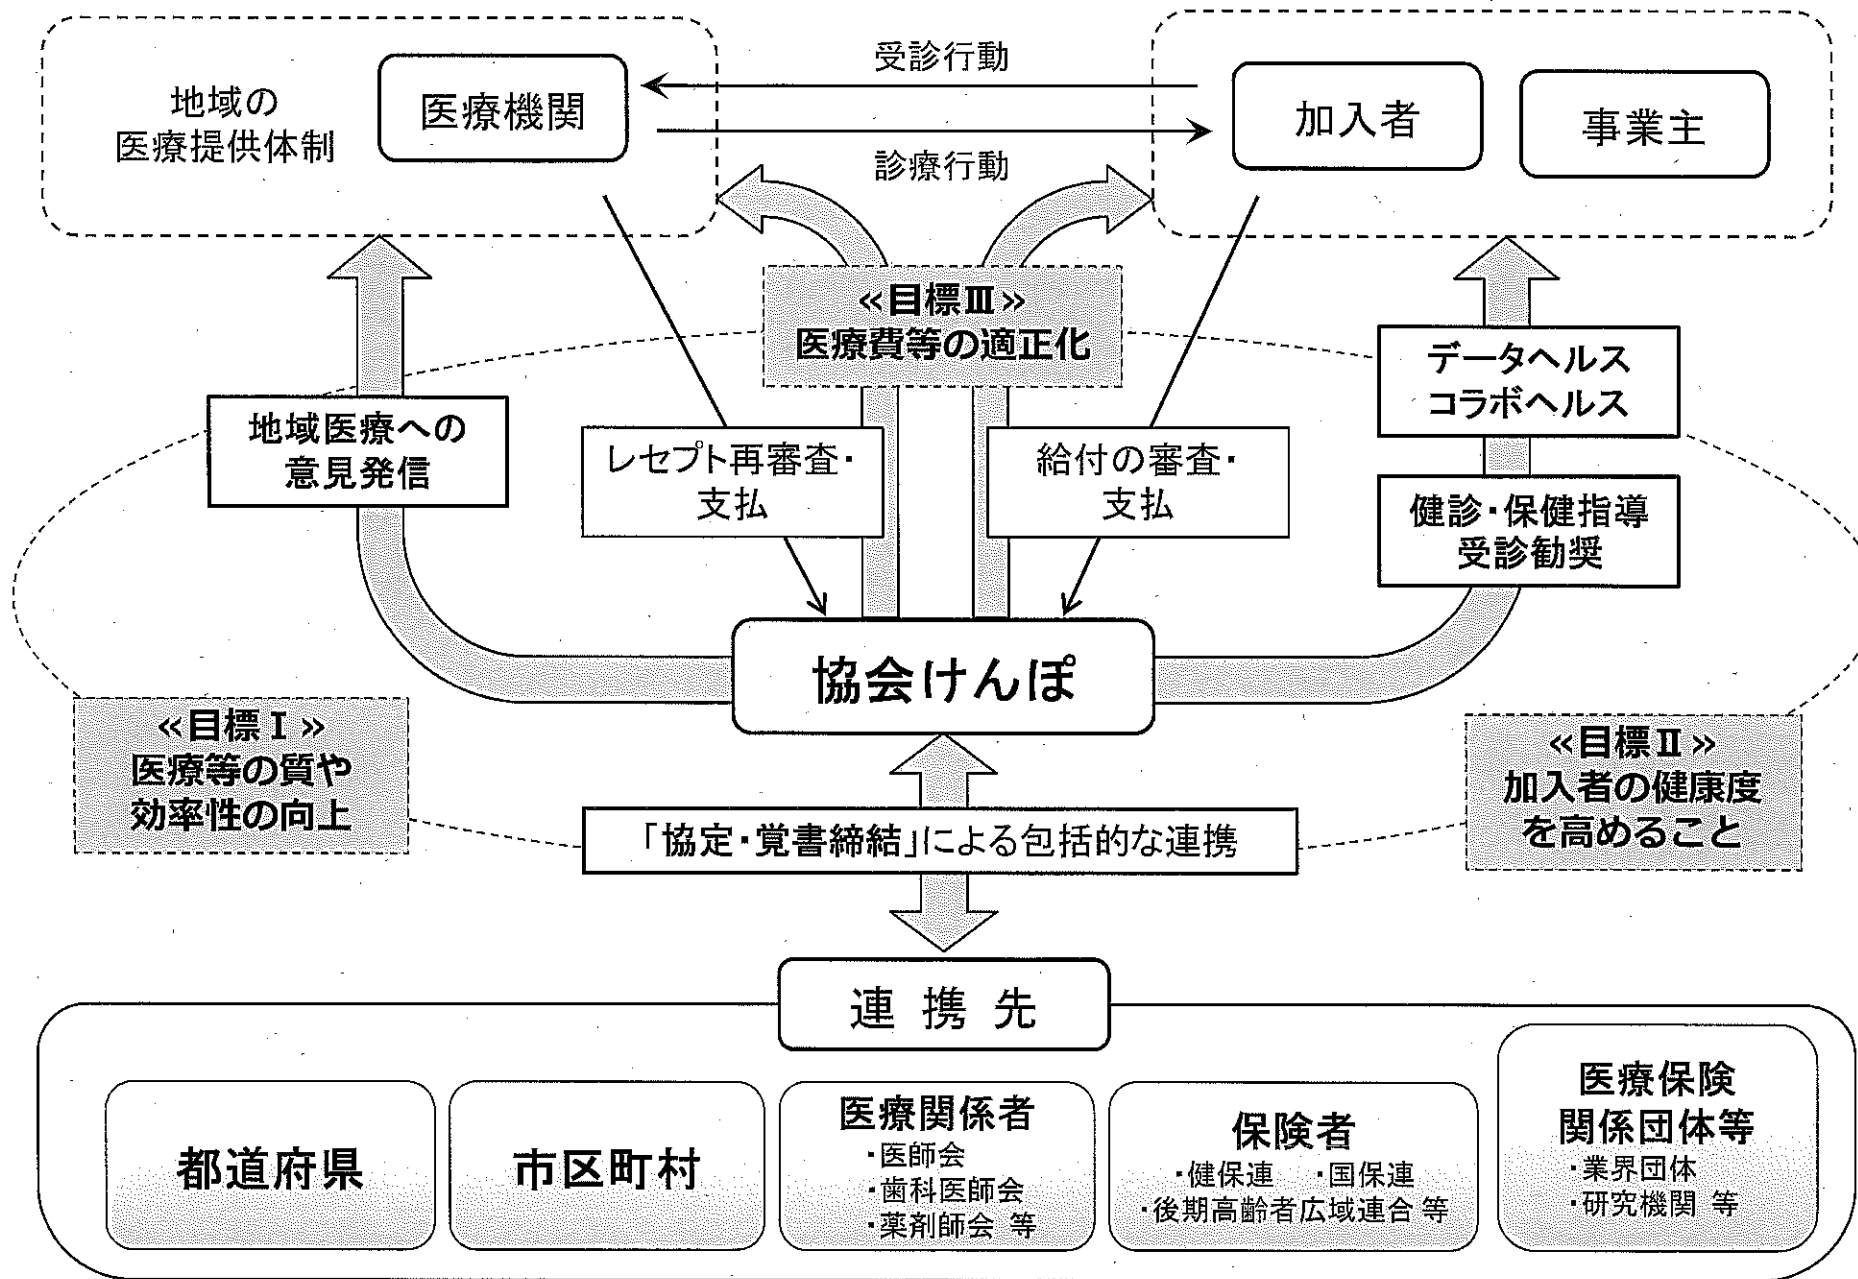 地域の
医療提供体制
医療機関
受診行動
診療行動
加入者
事業主
≪目標Ⅲ≫
医療費等の適正化
データヘルス
コラボヘルス
地域医療への
意見発信
レセプト再審査・
支払
給付の審査・
支払
健診・保健指導
受診勧奨
協会けんぽ
≪目標Ⅰ≫
医療等の質や
効率性の向上
≪目標Ⅱ≫
加入者の健康度
を高めること
「協定・覚書締結」による包括的な連携
連 携 先
都道府県
市区町村
医療関係者
・医師会
・歯科医師会
・薬剤師会 等
保険者
・健保連 ・国保連
・後期高齢者広域連合 等
医療保険
関係団体等
・業界団体
・研究機関 等